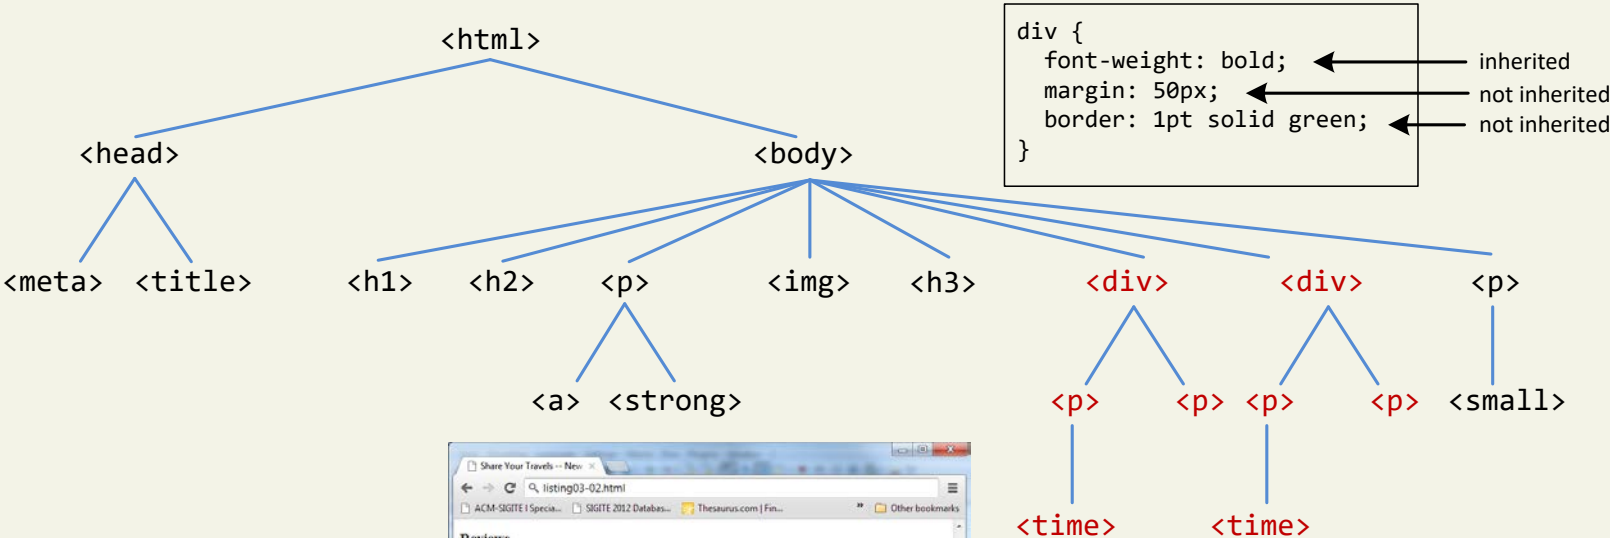 <html>
div {
font-weight: bold;
inherited
margin: 50px;
not inherited
border: 1pt solid green;
not inherited
}
<head>
<body>
<meta> <title> <h1> <h2> <p> <img> <h3> <div> <div> <p>
<a> <strong> <p> <p> <p> <p> <small>
Share Your Travels -- New
listing03-02.html
ACM-SIGITE | Specia... SIGITE 2012 Databas... Thesaurus.com | Fin... » Other bookmarks
Reviews
<time> <time>